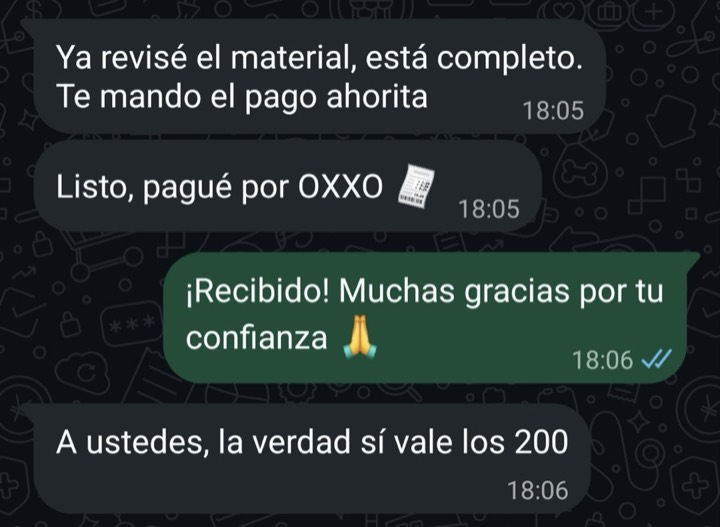 Ya revisé el material, está completo.
Te mando el pago ahorita
18:05
Listo, pagué por OXXO 🧾
18:05
¡Recibido! Muchas gracias por tu
confianza 🙏
18:06
A ustedes, la verdad sí vale los 200
18:06